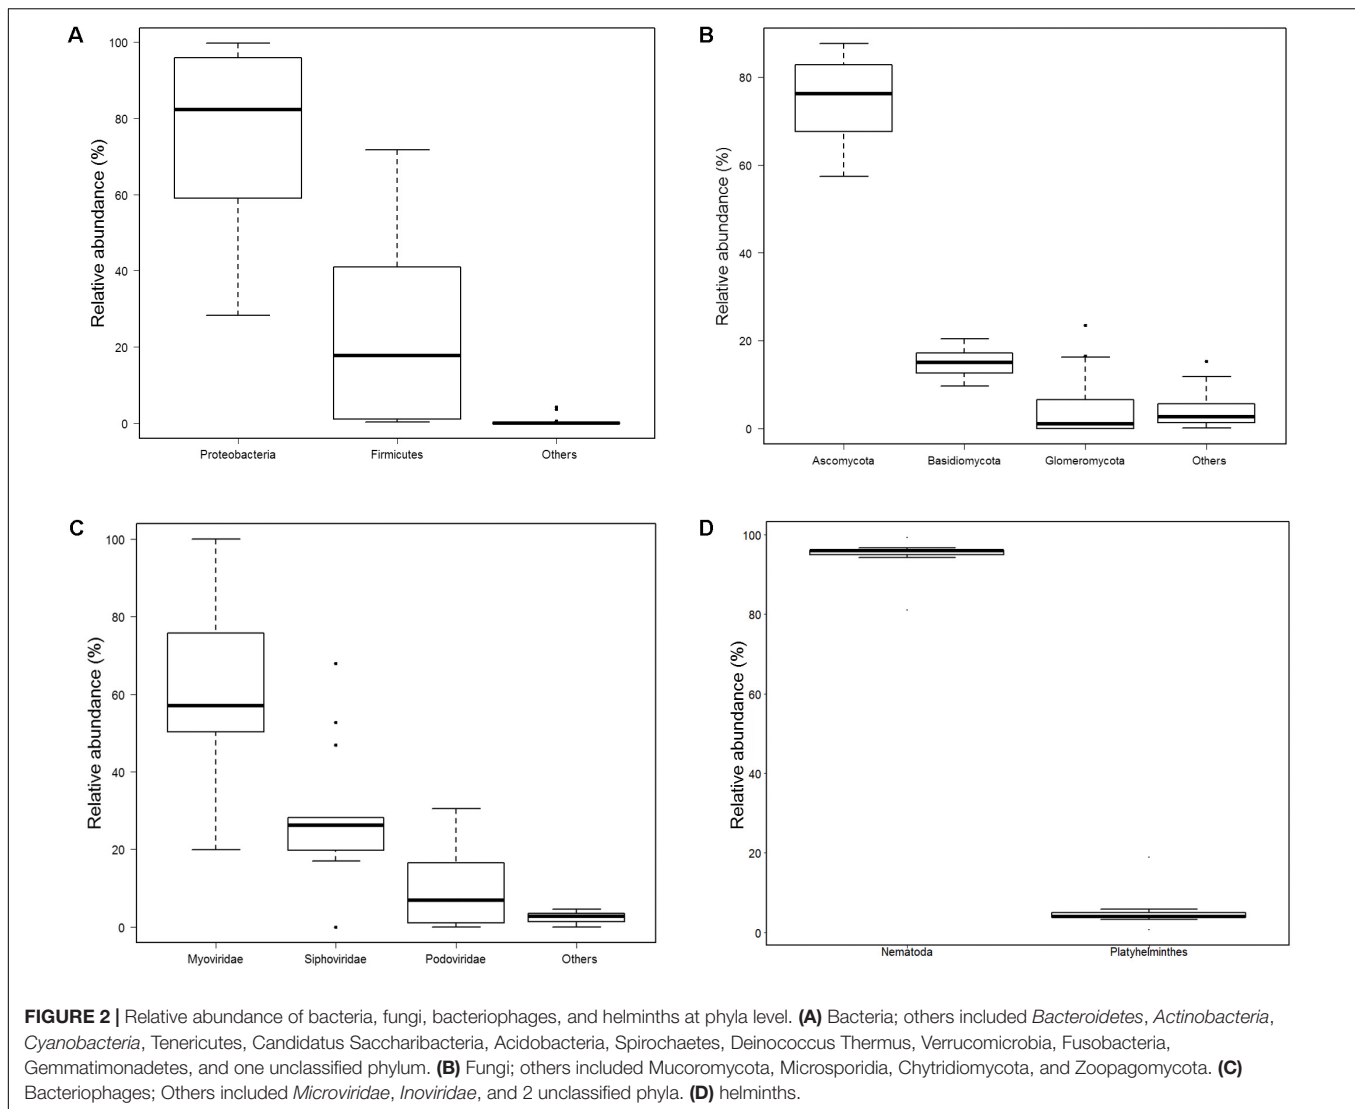 A
Relative abundance (%)
100
80
60
40
20
0
Proteobacteria Firmicutes Others
B
Relative abundance (%)
80
60
40
20
0
Ascomycota Basidiomycota Glomeromycota Others
C
Relative abundance (%)
100
80
60
40
20
0
Myoviridae Siphoviridae Podoviridae Others
D
Relative abundance (%)
100
80
60
40
20
0
Nematoda Platyhelminthes
FIGURE 2 | Relative abundance of bacteria, fungi, bacteriophages, and helminths at phyla level. (A) Bacteria; others included Bacteroidetes, Actinobacteria,
Cyanobacteria, Tenericutes, Candidatus Saccharibacteria, Acidobacteria, Spirochaetes, Deinococcus Thermus, Verrucomicrobia, Fusobacteria,
Gemmatimonadetes, and one unclassified phylum. (B) Fungi; others included Mucoromycota, Microsporidia, Chytridiomycota, and Zoopagomycota. (C)
Bacteriophages; Others included Microviridae, Inoviridae, and 2 unclassified phyla. (D) helminths.